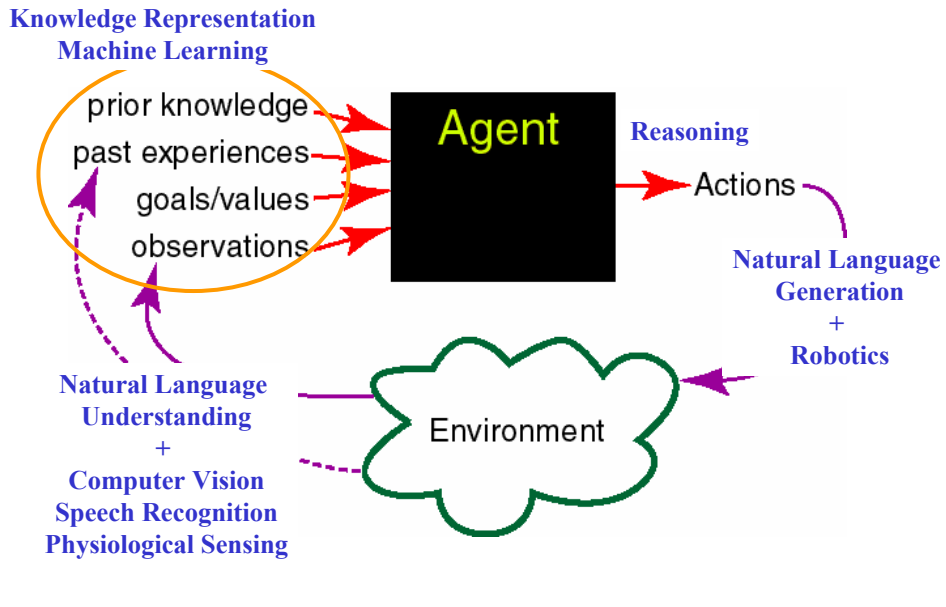 Knowledge Representation
Machine Learning
prior knowledge
past experiences
goals/values
observations
Agent
Reasoning
Actions
Natural Language
Generation
+
Robotics
Environment
Natural Language
Understanding
+
Computer Vision
Speech Recognition
Physiological Sensing